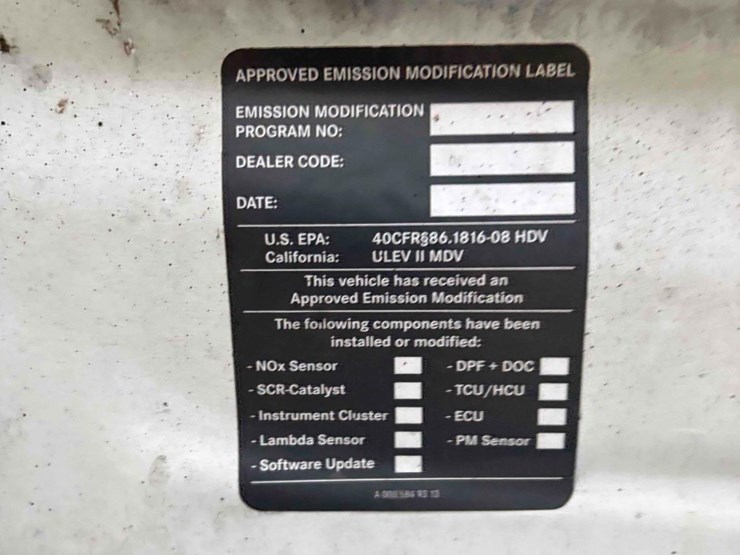 APPROVED EMISSION MODIFICATION LABEL
EMISSION MODIFICATION
PROGRAM NO:
DEALER CODE:
DATE:
U.S. EPA: 40CFR§86.1816-08 HDV
California: ULEV II MDV
This vehicle has received an
Approved Emission Modification
The following components have been
installed or modified:
- NOx Sensor - DPF + DOC
- SCR-Catalyst - TCU/HCU
- Instrument Cluster - ECU
- Lambda Sensor - PM Sensor
- Software Update
A 000 584